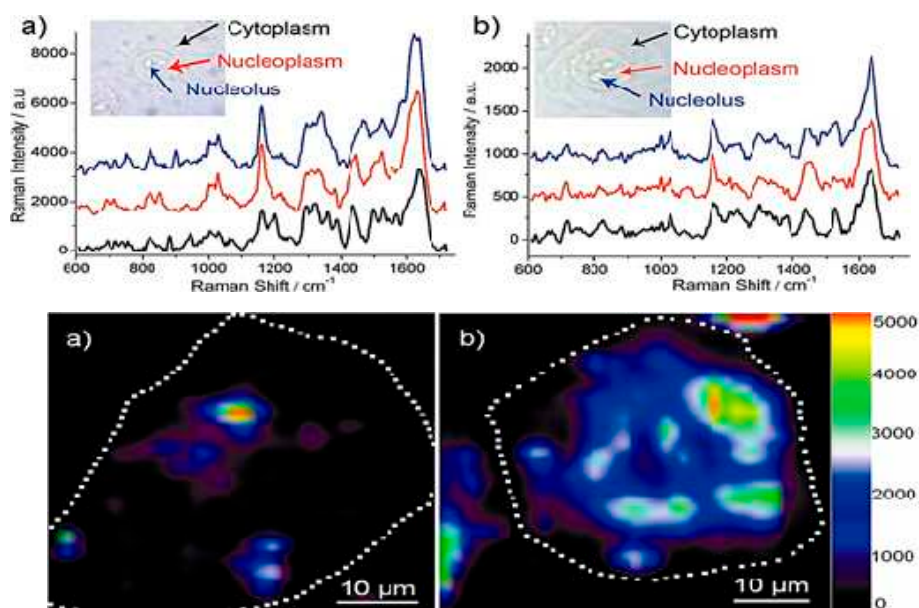 a)
Cytoplasm
Nucleoplasm
Nucleolus
8000
6000
4000
2000
0
Raman Intensity / a.u
600 800 1000 1200 1400 1600
Raman Shift / cm⁻¹
b)
Cytoplasm
Nucleoplasm
Nucleolus
2000
1500
1000
500
0
Raman Intensity / a.u.
600 800 1000 1200 1400 1600
Raman Shift / cm⁻¹
a)
10 µm
b)
10 µm
5000
4000
3000
2000
1000
0